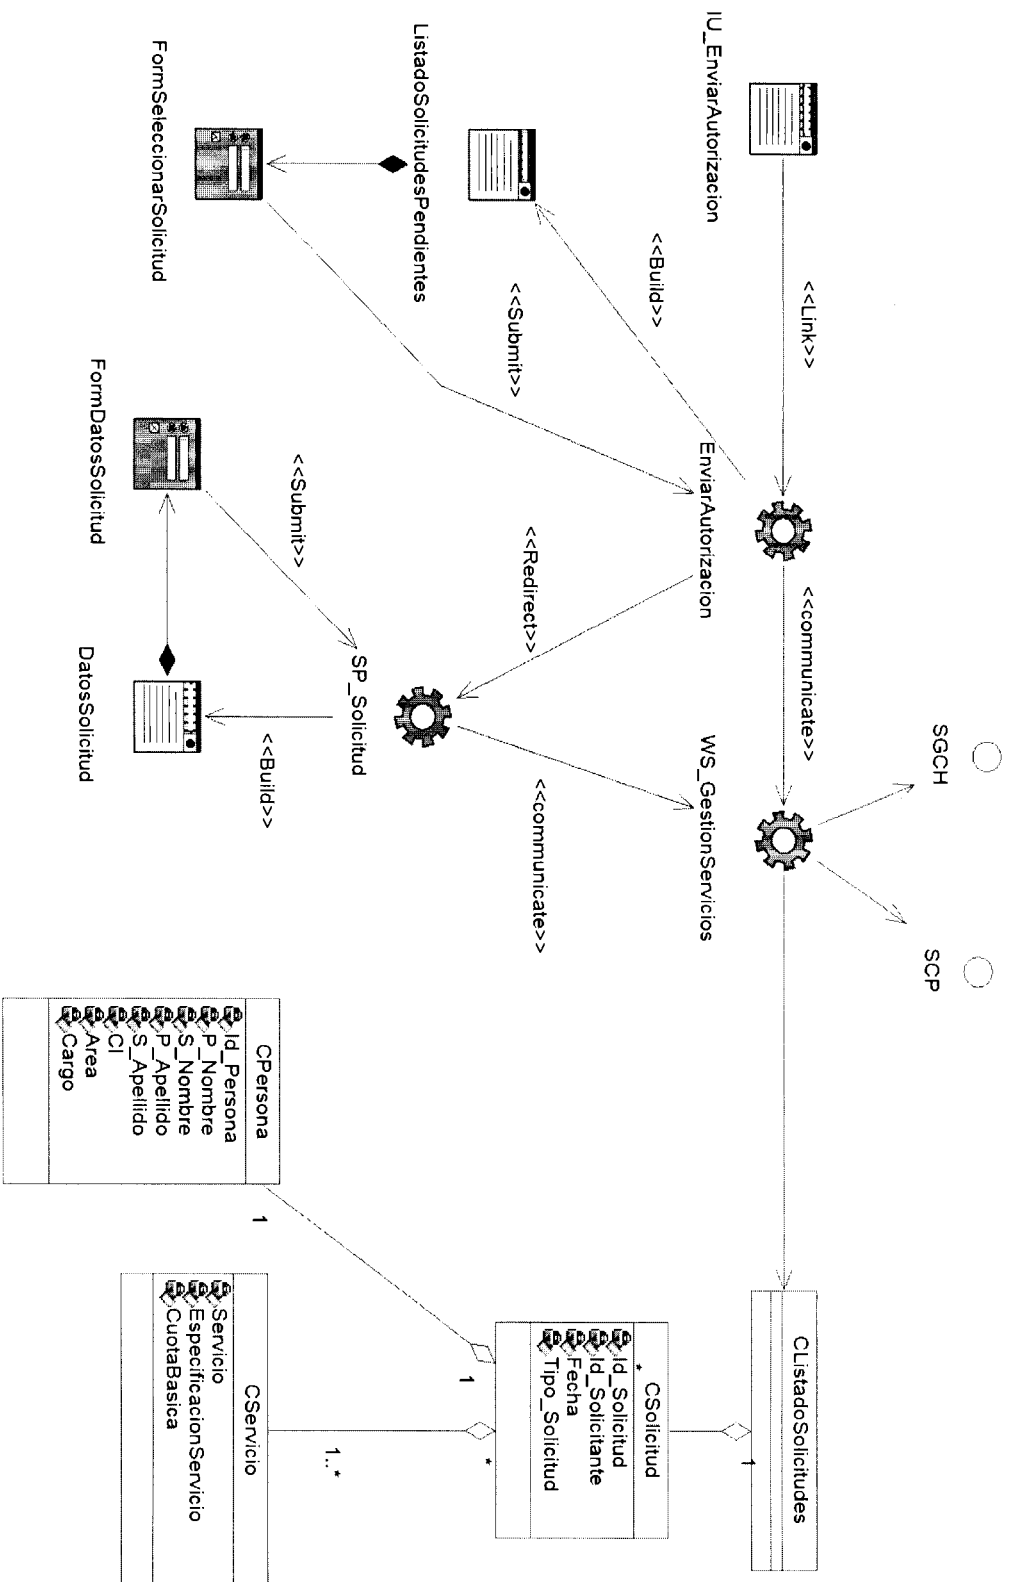 IU_EnviarAutorizacion
<<Link>>
EnviarAutorizacion
<<communicate>>
WS_GestionServicios
SGCH
SCP
<<Build>>
ListadoSolicitudesPendientes
<<Submit>>
FormSeleccionarSolicitud
<<Redirect>>
SP_Solicitud
<<communicate>>
<<Submit>>
FormDatosSolicitud
<<Build>>
DatosSolicitud
CListadoSolicitudes
1
*
CSolicitud
Id_Solicitud
Id_Solicitante
Fecha
Tipo_Solicitud
1
*
1
1..*
CPersona
Id_Persona
P_Nombre
S_Nombre
P_Apellido
S_Apellido
CI
Area
Cargo
CServicio
Servicio
EspecificacionServicio
CuotaBasica